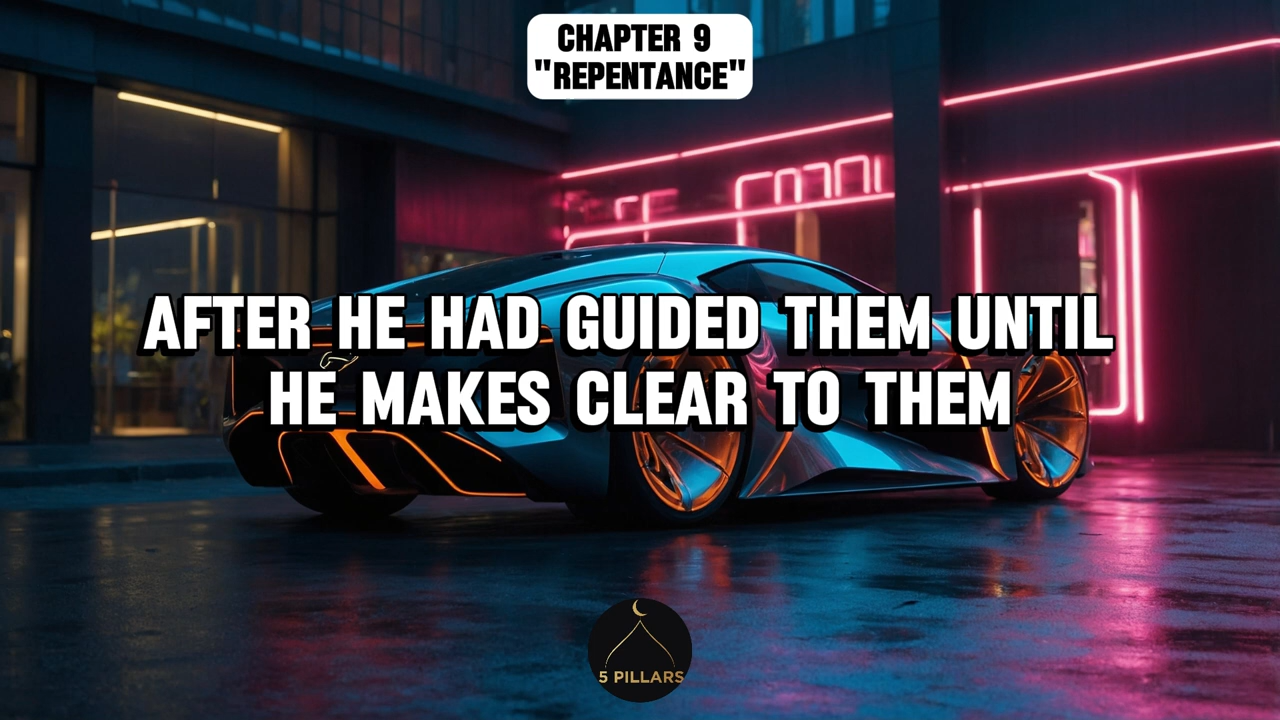 CHAPTER 9
"REPENTANCE"
AFTER HE HAD GUIDED THEM UNTIL
HE MAKES CLEAR TO THEM
5 PILLARS